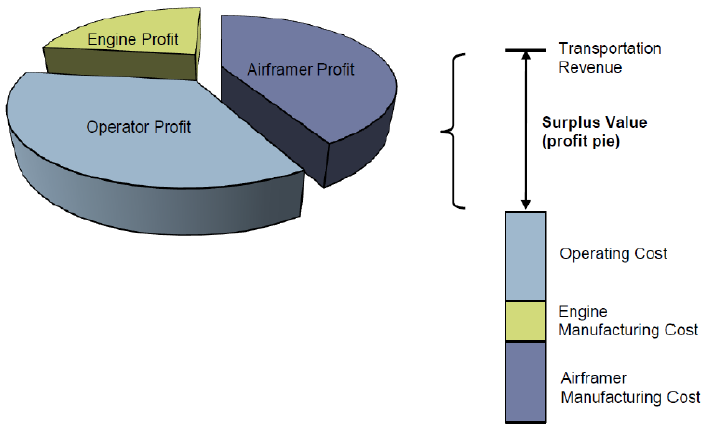 Engine Profit
Airframer Profit
Operator Profit
Transportation
Revenue
Surplus Value
(profit pie)
Operating Cost
Engine
Manufacturing Cost
Airframer
Manufacturing Cost